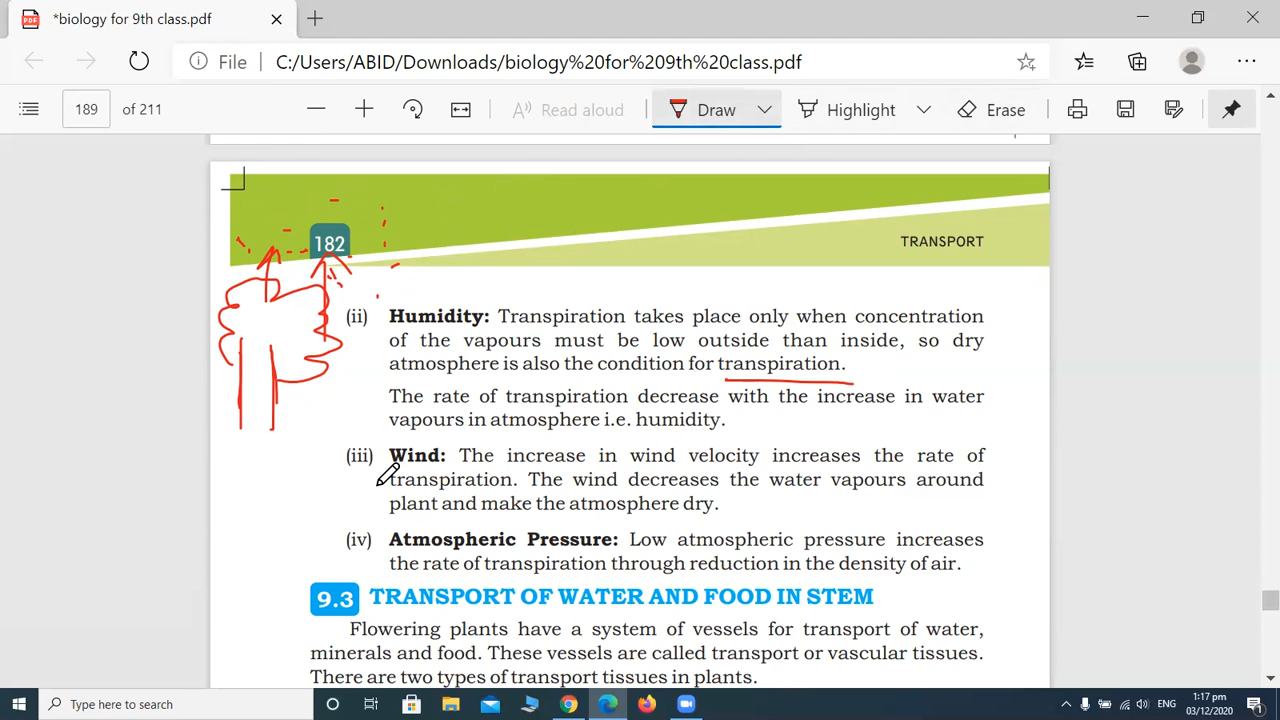 *biology for 9th class.pdf
File C:/Users/ABID/Downloads/biology%20for%209th%20class.pdf
189 of 211 Read aloud Draw Highlight Erase
182
TRANSPORT
(ii) Humidity: Transpiration takes place only when concentration
of the vapours must be low outside than inside, so dry
atmosphere is also the condition for transpiration.
The rate of transpiration decrease with the increase in water
vapours in atmosphere i.e. humidity.
(iii) Wind: The increase in wind velocity increases the rate of
transpiration. The wind decreases the water vapours around
plant and make the atmosphere dry.
(iv) Atmospheric Pressure: Low atmospheric pressure increases
the rate of transpiration through reduction in the density of air.
9.3 TRANSPORT OF WATER AND FOOD IN STEM
Flowering plants have a system of vessels for transport of water,
minerals and food. These vessels are called transport or vascular tissues.
There are two types of transport tissues in plants.
Type here to search
ENG
1:17 pm
03/12/2020